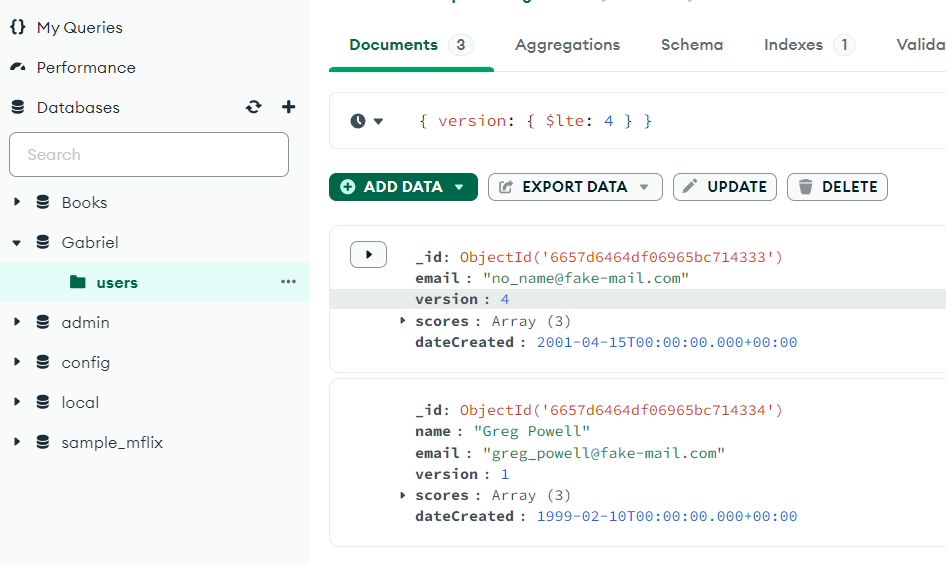 My Queries
Performance
Databases
Search
Books
Gabriel
users
admin
config
local
sample_mflix
Documents 3 Aggregations Schema Indexes 1 Valida
{ version: { $lte: 4 } }
ADD DATA EXPORT DATA UPDATE DELETE
_id: ObjectId('6657d6464df06965bc714333')
email : "no_name@fake-mail.com"
version : 4
scores : Array (3)
dateCreated : 2001-04-15T00:00:00.000+00:00
_id: ObjectId('6657d6464df06965bc714334')
name : "Greg Powell"
email : "greg_powell@fake-mail.com"
version : 1
scores : Array (3)
dateCreated : 1999-02-10T00:00:00.000+00:00